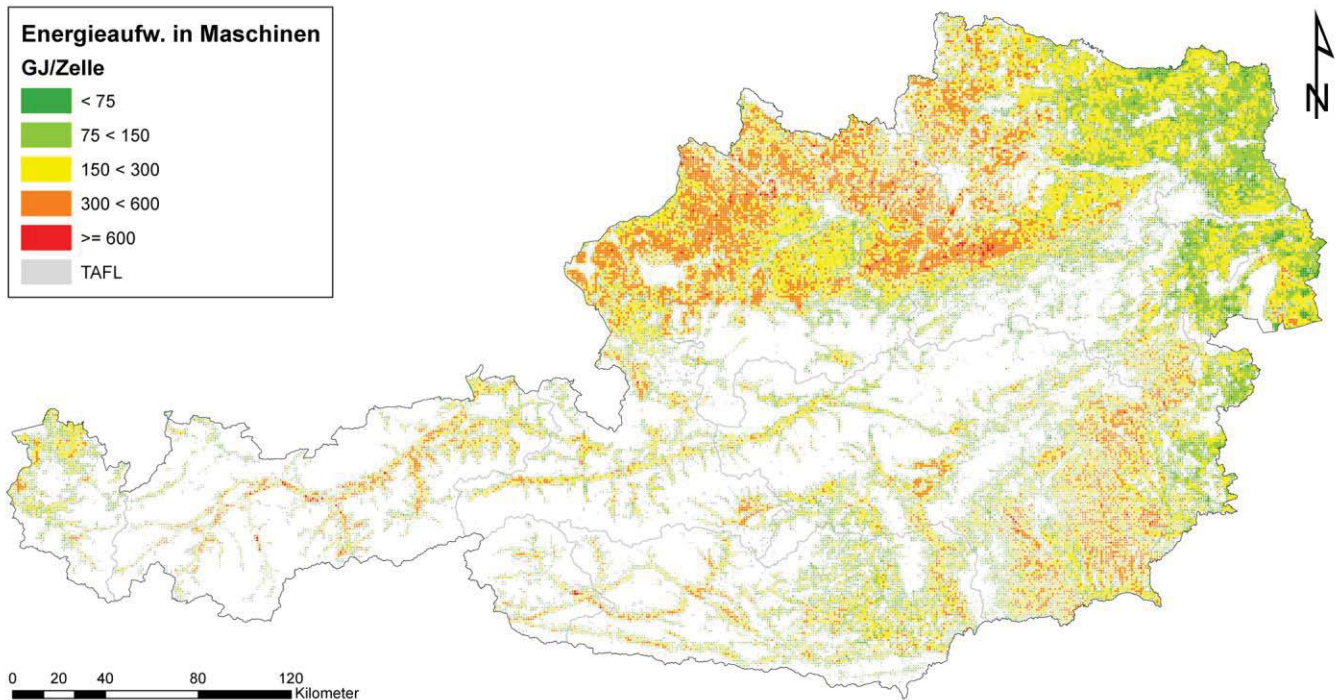 Energieaufw. in Maschinen
GJ/Zelle
< 75
75 < 150
150 < 300
300 < 600
>= 600
TAFL
N
0 20 40 80 120
Kilometer